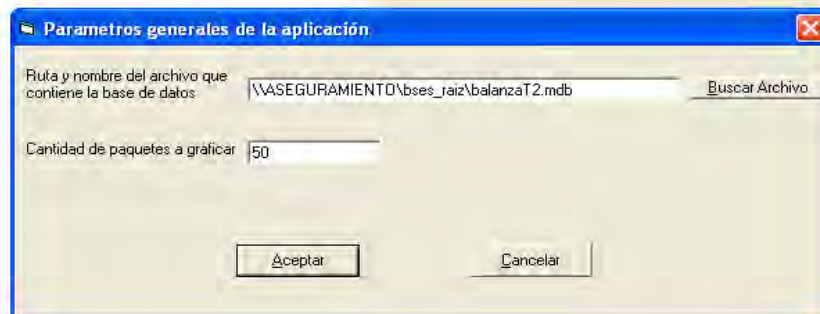 Parametros generales de la aplicación
Ruta y nombre del archivo que
contiene la base de datos
\\ASEGURAMIENTO\bses_raiz\balanzaT2.mdb
Buscar Archivo
Cantidad de paquetes a graficar
50
Aceptar
Cancelar